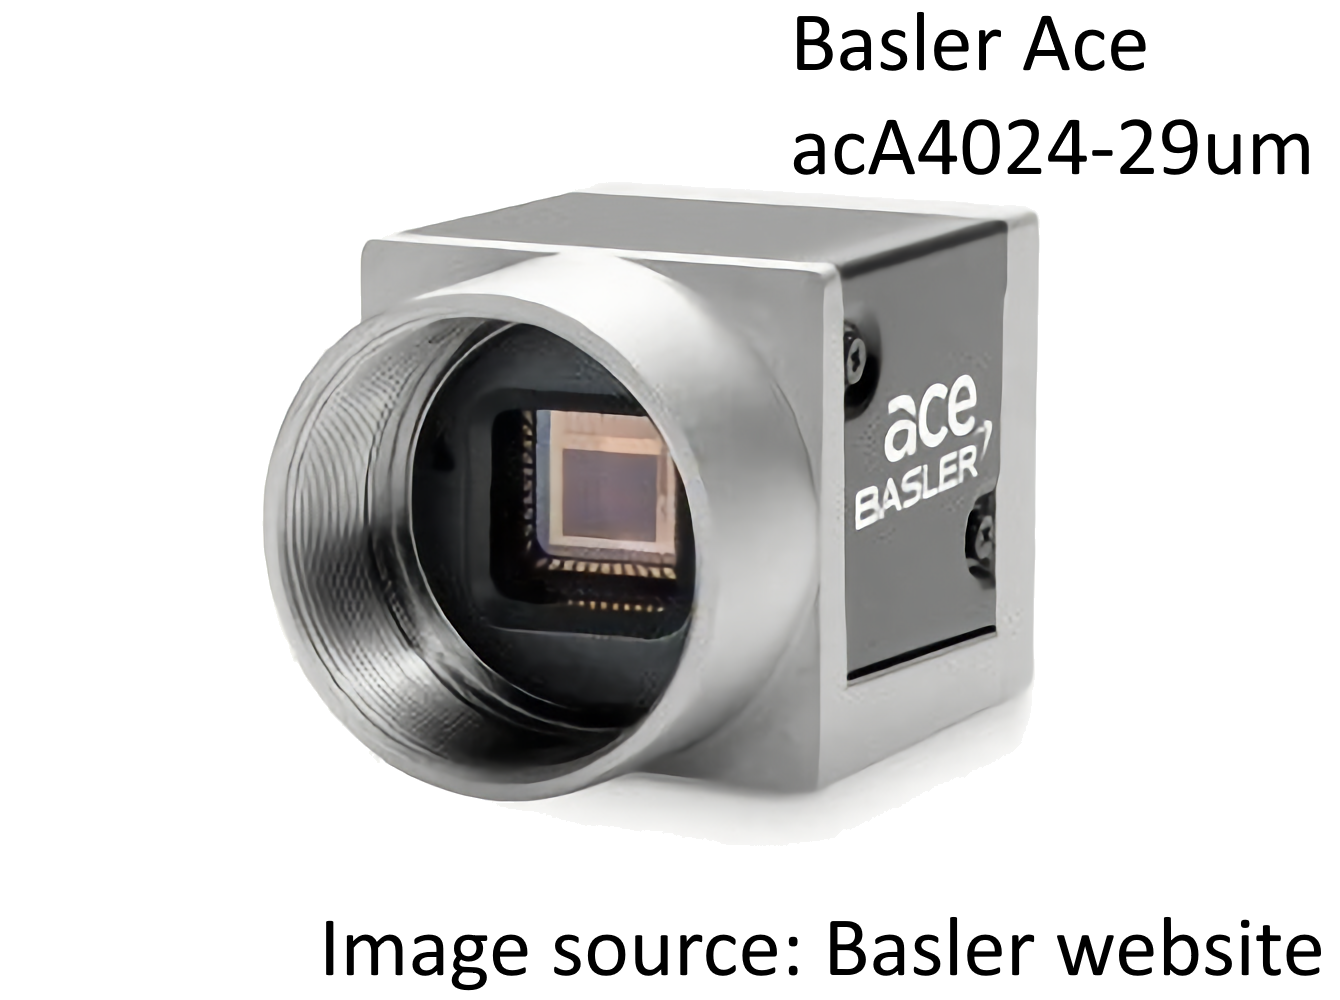 Basler Ace
acA4024-29um
ace
BASLER
Image source: Basler website